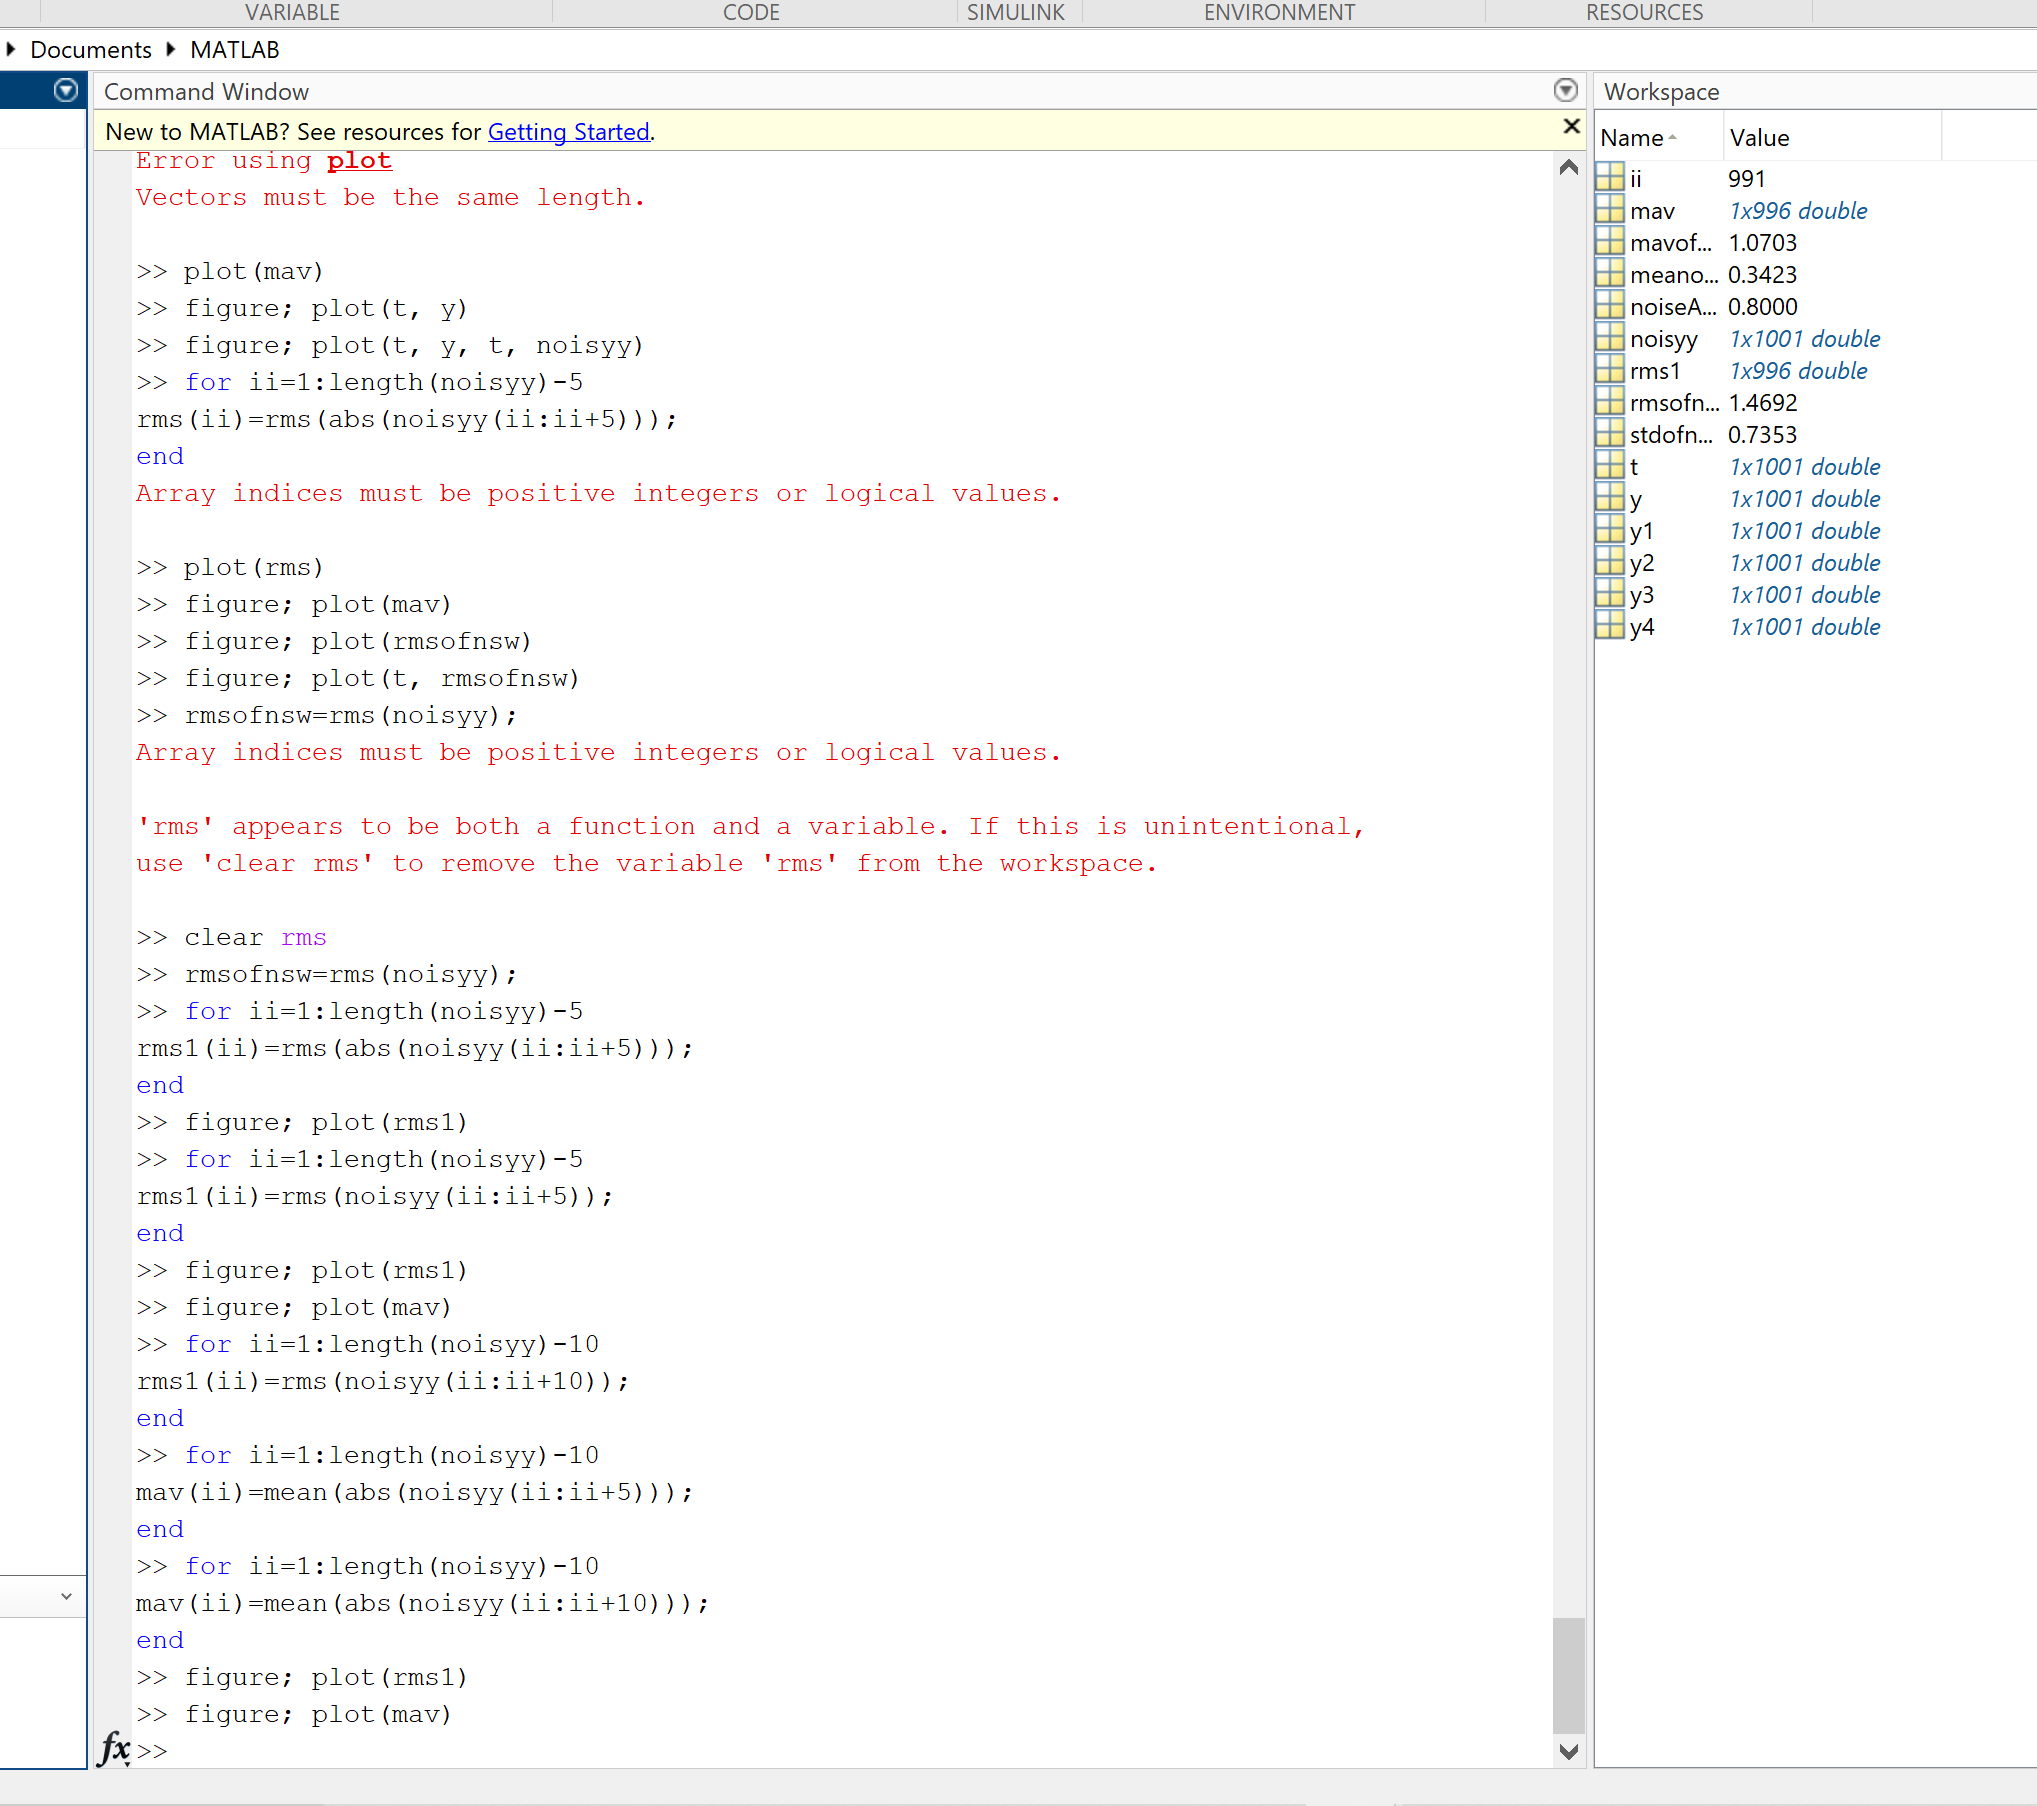 VARIABLE CODE SIMULINK ENVIRONMENT RESOURCES
Documents MATLAB
Command Window
New to MATLAB? See resources for Getting Started.
Error using plot
Vectors must be the same length.
>> plot(mav)
>> figure; plot(t, y)
>> figure; plot(t, y, t, noisyy)
>> for ii=1:length(noisyy)-5
rms(ii)=rms(abs(noisyy(ii:ii+5)));
end
Array indices must be positive integers or logical values.
>> plot(rms)
>> figure; plot(mav)
>> figure; plot(rmsofnsw)
>> figure; plot(t, rmsofnsw)
>> rmsofnsw=rms(noisyy);
Array indices must be positive integers or logical values.
'rms' appears to be both a function and a variable. If this is unintentional,
use 'clear rms' to remove the variable 'rms' from the workspace.
>> clear rms
>> rmsofnsw=rms(noisyy);
>> for ii=1:length(noisyy)-5
rms1(ii)=rms(abs(noisyy(ii:ii+5)));
end
>> figure; plot(rms1)
>> for ii=1:length(noisyy)-5
rms1(ii)=rms(noisyy(ii:ii+5));
end
>> figure; plot(rms1)
>> figure; plot(mav)
>> for ii=1:length(noisyy)-10
rms1(ii)=rms(noisyy(ii:ii+10));
end
>> for ii=1:length(noisyy)-10
mav(ii)=mean(abs(noisyy(ii:ii+5)));
end
>> for ii=1:length(noisyy)-10
mav(ii)=mean(abs(noisyy(ii:ii+10)));
end
>> figure; plot(rms1)
>> figure; plot(mav)
fx >>
Workspace
Name Value
ii 991
mav 1x996 double
mavof... 1.0703
meano... 0.3423
noiseA... 0.8000
noisyy 1x1001 double
rms1 1x996 double
rmsofn... 1.4692
stdofn... 0.7353
t 1x1001 double
y 1x1001 double
y1 1x1001 double
y2 1x1001 double
y3 1x1001 double
y4 1x1001 double